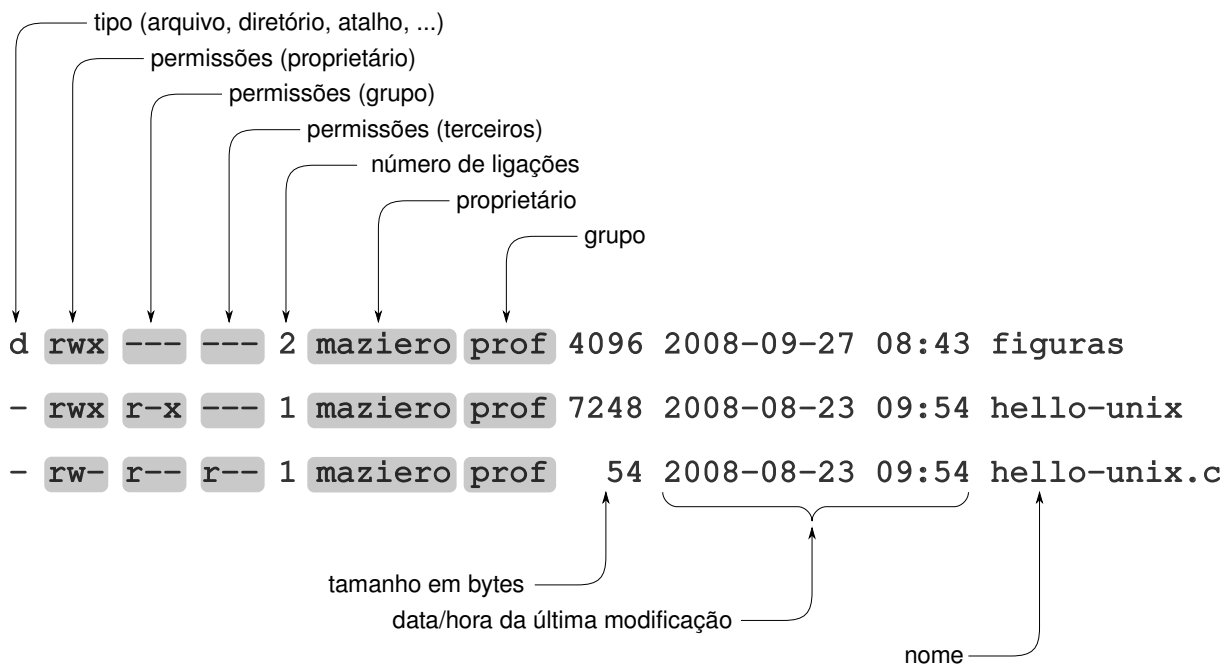 tipo (arquivo, diretório, atalho, ...)
permissões (proprietário)
permissões (grupo)
permissões (terceiros)
número de ligações
proprietário
grupo
d rwx --- --- 2 maziero prof 4096 2008-09-27 08:43 figuras
- rwx r-x --- 1 maziero prof 7248 2008-08-23 09:54 hello-unix
- rw- r-- r-- 1 maziero prof 54 2008-08-23 09:54 hello-unix.c
tamanho em bytes
data/hora da última modificação
nome